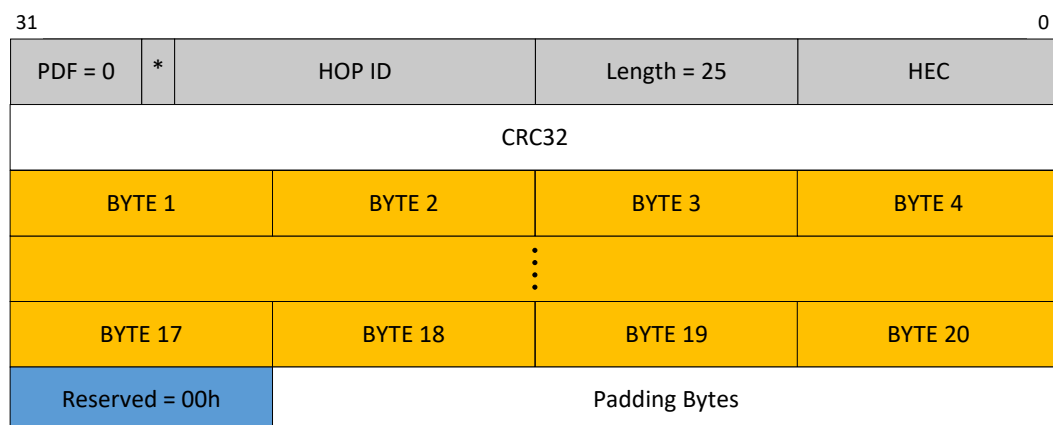 31 0
PDF = 0 * HOP ID Length = 25 HEC
CRC32
BYTE 1 BYTE 2 BYTE 3 BYTE 4
BYTE 17 BYTE 18 BYTE 19 BYTE 20
Reserved = 00h Padding Bytes